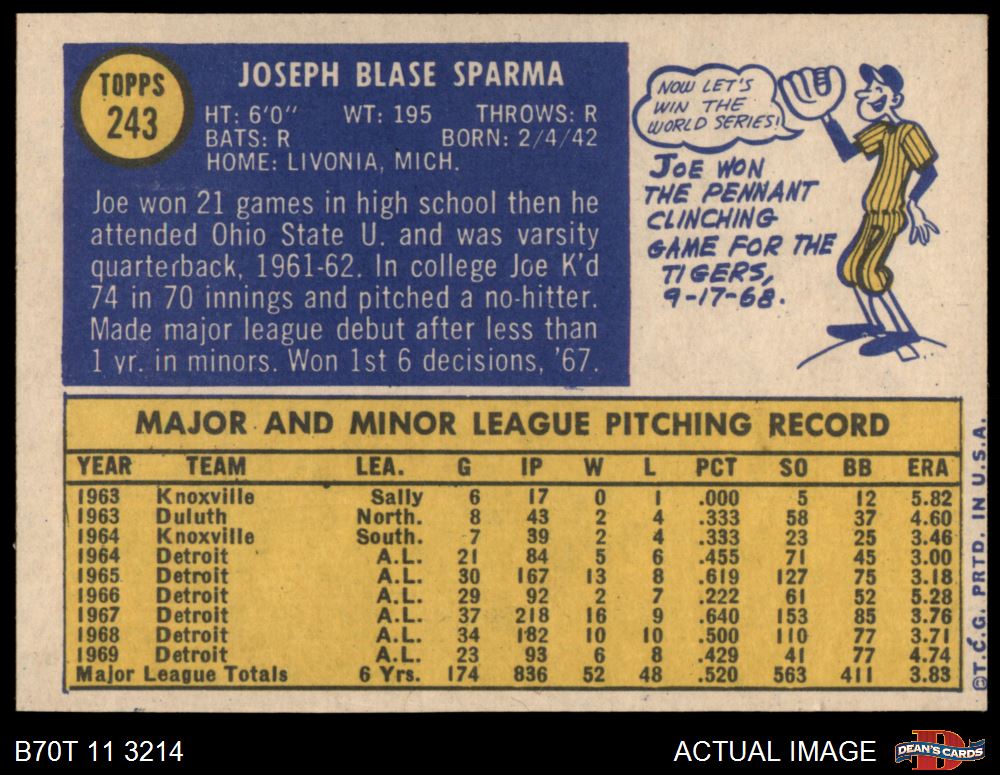 TOPPS
243
JOSEPH BLASE SPARMA
HT: 6'0" WT: 195 THROWS: R
BATS: R BORN: 2/4/42
HOME: LIVONIA, MICH.
Joe won 21 games in high school then he
attended Ohio State U. and was varsity
quarterback, 1961-62. In college Joe K'd
74 in 70 innings and pitched a no-hitter.
Made major league debut after less than
1 yr. in minors. Won 1st 6 decisions, '67.
NOW LET'S
WIN THE
WORLD SERIES!
JOE WON
THE PENNANT
CLINCHING
GAME FOR THE
TIGERS,
9-17-68.
MAJOR AND MINOR LEAGUE PITCHING RECORD
YEAR TEAM LEA. G IP W L PCT SO BB ERA
1963 Knoxville Sally 6 17 0 1 .000 5 12 5.82
1963 Duluth North. 8 43 2 4 .333 58 37 4.60
1964 Knoxville South. 7 39 2 4 .333 23 25 3.46
1964 Detroit A.L. 21 84 5 6 .455 71 45 3.00
1965 Detroit A.L. 30 167 13 8 .619 127 75 3.18
1966 Detroit A.L. 29 92 2 7 .222 61 52 5.28
1967 Detroit A.L. 37 218 16 9 .640 153 85 3.76
1968 Detroit A.L. 34 182 10 10 .500 110 77 3.71
1969 Detroit A.L. 23 93 6 8 .429 41 77 4.74
Major League Totals 6 Yrs. 174 836 52 48 .520 563 411 3.83
©T.C.G. PRTD. IN U.S.A.
B70T 11 3214
ACTUAL IMAGE
DEAN'S CARDS